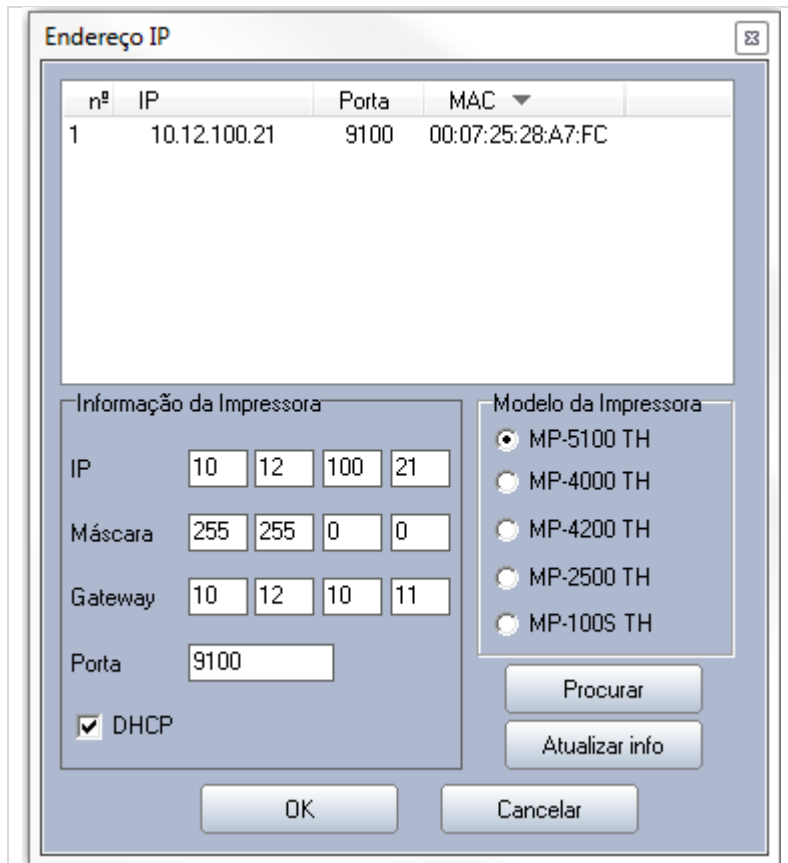 Endereço IP
nº IP Porta MAC
1 10.12.100.21 9100 00:07:25:28:A7:FC
Informação da Impressora
IP 10 12 100 21
Máscara 255 255 0 0
Gateway 10 12 10 11
Porta 9100
DHCP
Modelo da Impressora
MP-5100 TH
MP-4000 TH
MP-4200 TH
MP-2500 TH
MP-100S TH
Procurar
Atualizar info
OK Cancelar